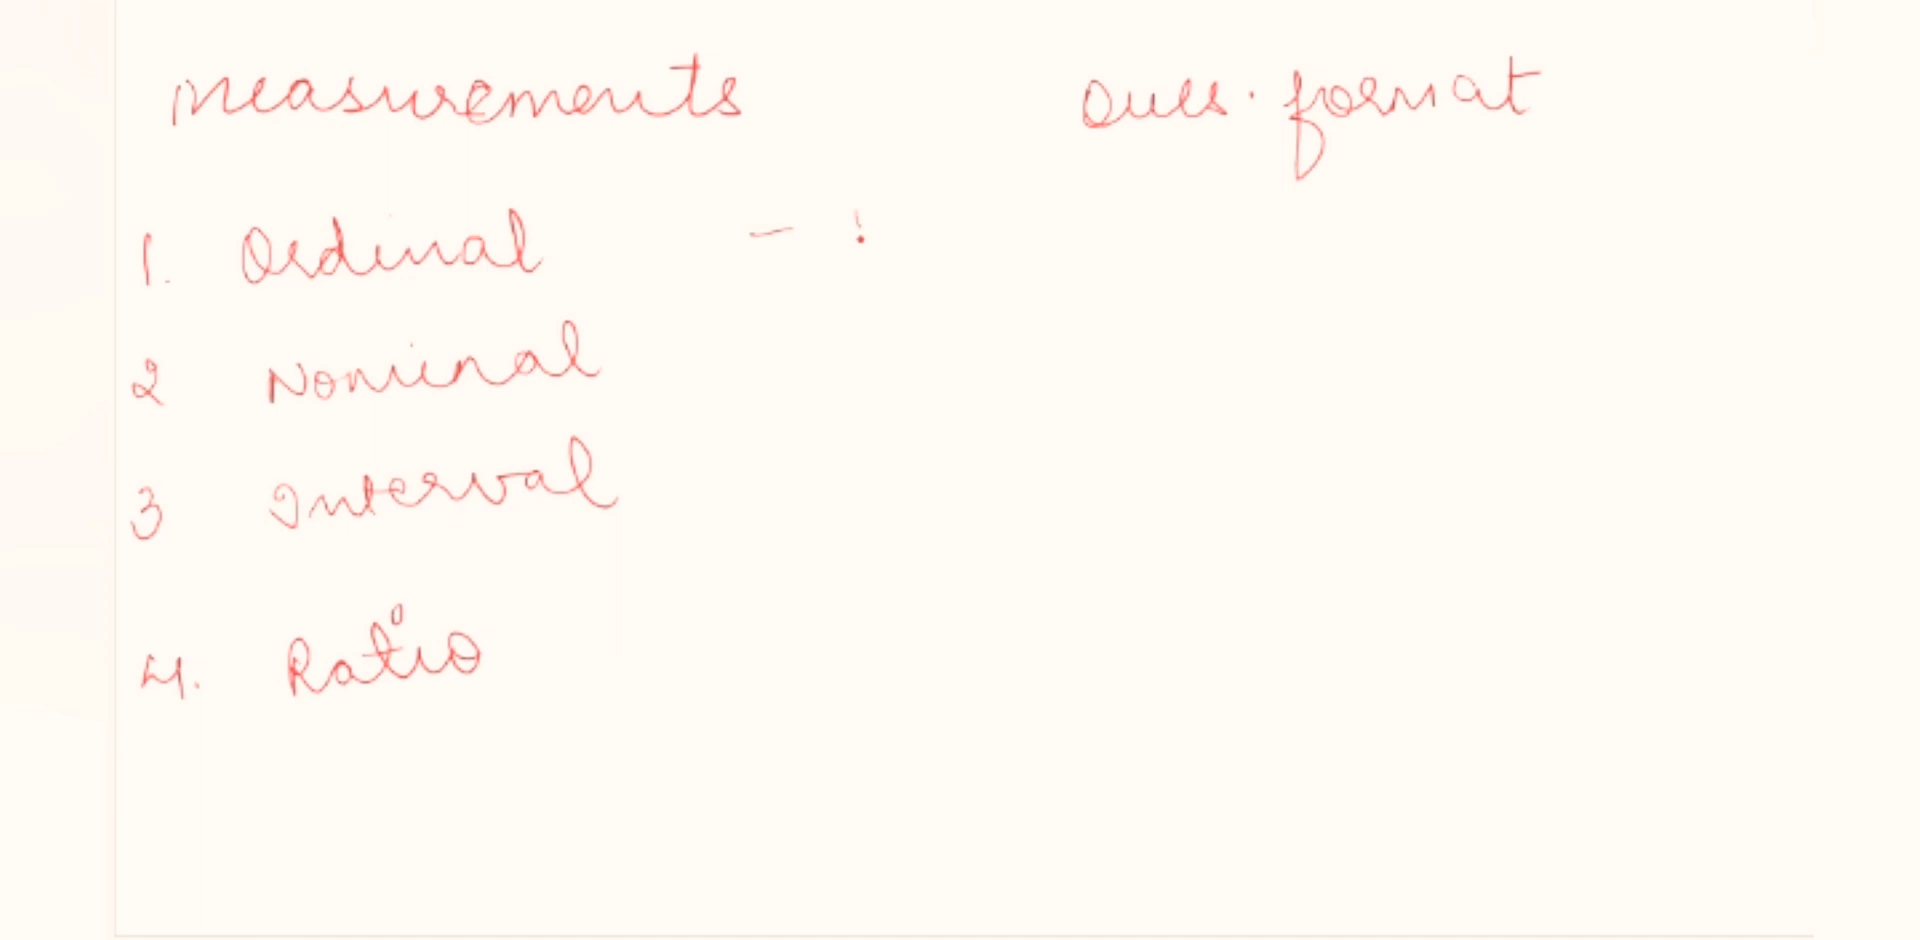 Measurements Ques. format
1. Ordinal - !
2 Nominal
3 Interval
4. Ratio